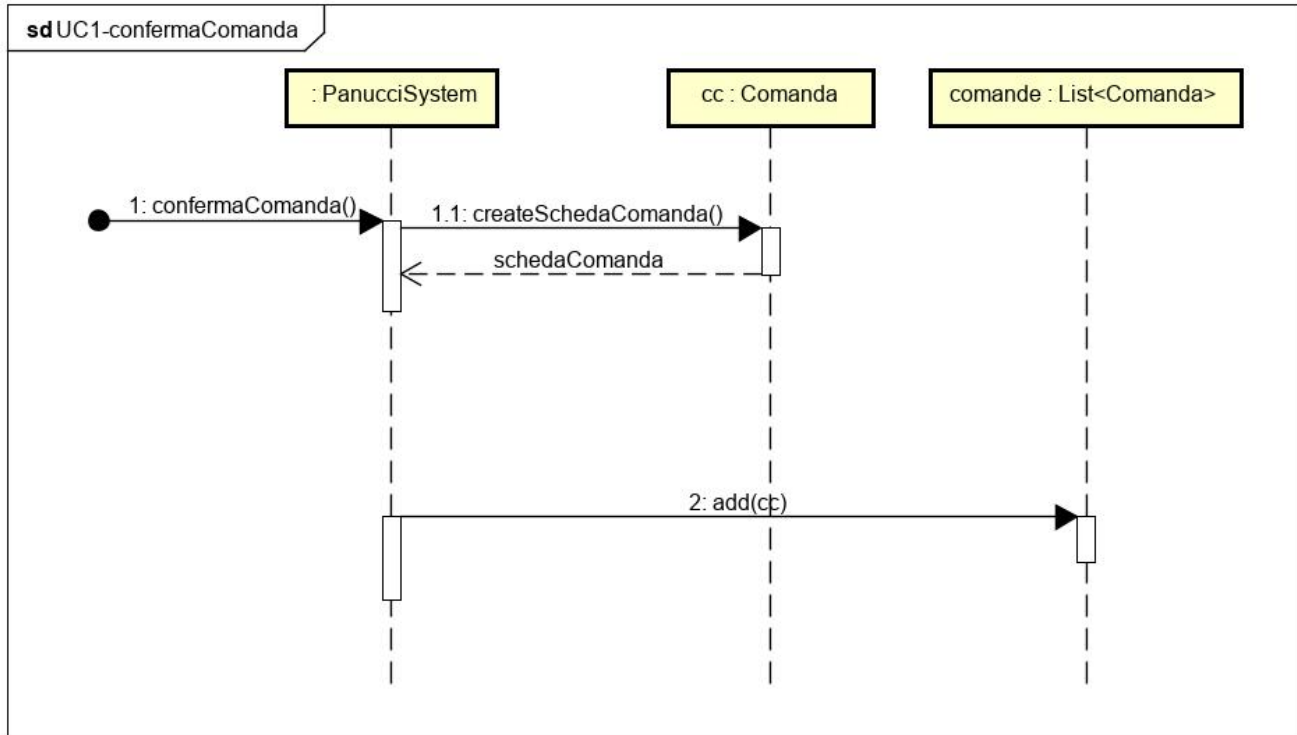 sd UC1-confermaComanda
: PanucciSystem
cc : Comanda
comande : List<Comanda>
1: confermaComanda()
1.1: createSchedaComanda()
schedaComanda
2: add(cc)